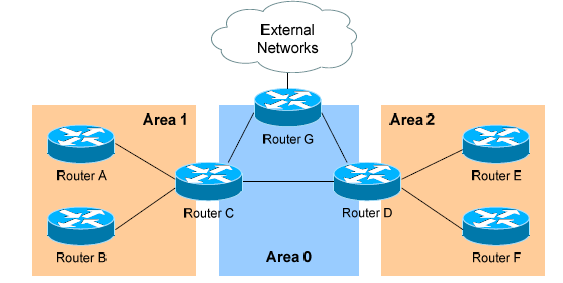 External
Networks
Area 1
Area 2
Router G
Router A
Router E
Router C
Router D
Router B
Area 0
Router F